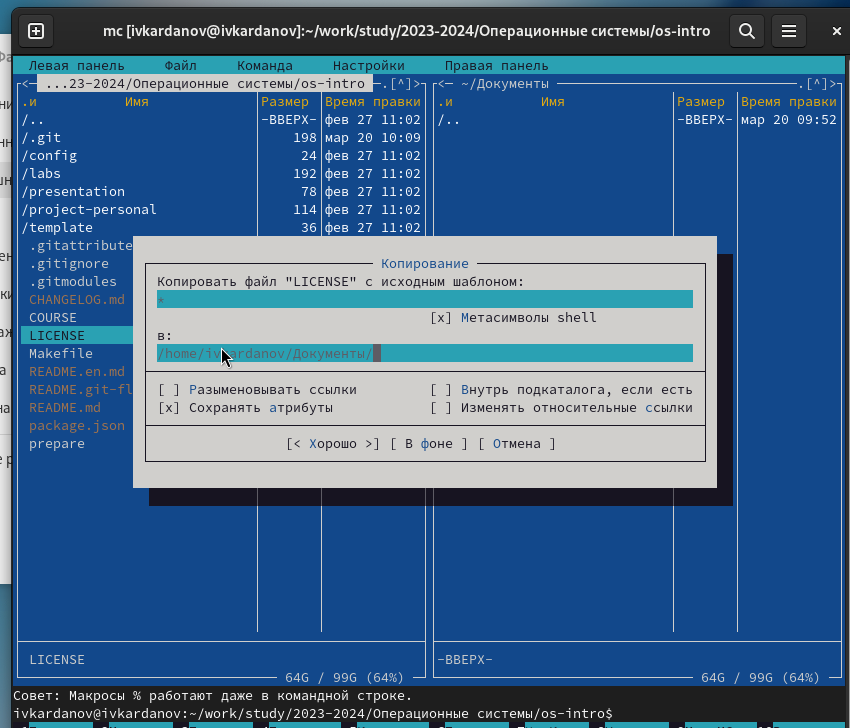 mc [ivkardanov@ivkardanov]:~/work/study/2023-2024/Операционные системы/os-intro
Левая панель Файл Команда Настройки Правая панель
<— ...23-2024/Операционные системы/os-intro —.[^]>
<— ~/Документы .[^]>
.и Имя Размер Время правки .и Имя Размер Время правки
/.. -ВВЕРХ- фев 27 11:02 /.. -ВВЕРХ- мар 20 09:52
/.git 198 мар 20 10:09
/config 24 фев 27 11:02
/labs 192 фев 27 11:02
/presentation 78 фев 27 11:02
/project-personal 114 фев 27 11:02
/template 36 фев 27 11:02
.gitattribute
.gitignore
.gitmodules
CHANGELOG.md
COURSE
LICENSE
Makefile
README.en.md
README.git-fl
README.md
package.json
prepare
Копирование
Копировать файл "LICENSE" с исходным шаблоном:
*
[x] Метасимволы shell
в:
/home/ivkardanov/Документы/
[ ] Разыменовывать ссылки [ ] Внутрь подкаталога, если есть
[x] Сохранять атрибуты [ ] Изменять относительные ссылки
[< Хорошо >] [ В фоне ] [ Отмена ]
LICENSE -ВВЕРХ-
64G / 99G (64%) 64G / 99G (64%)
Совет: Макросы % работают даже в командной строке.
ivkardanov@ivkardanov:~/work/study/2023-2024/Операционные системы/os-intro$